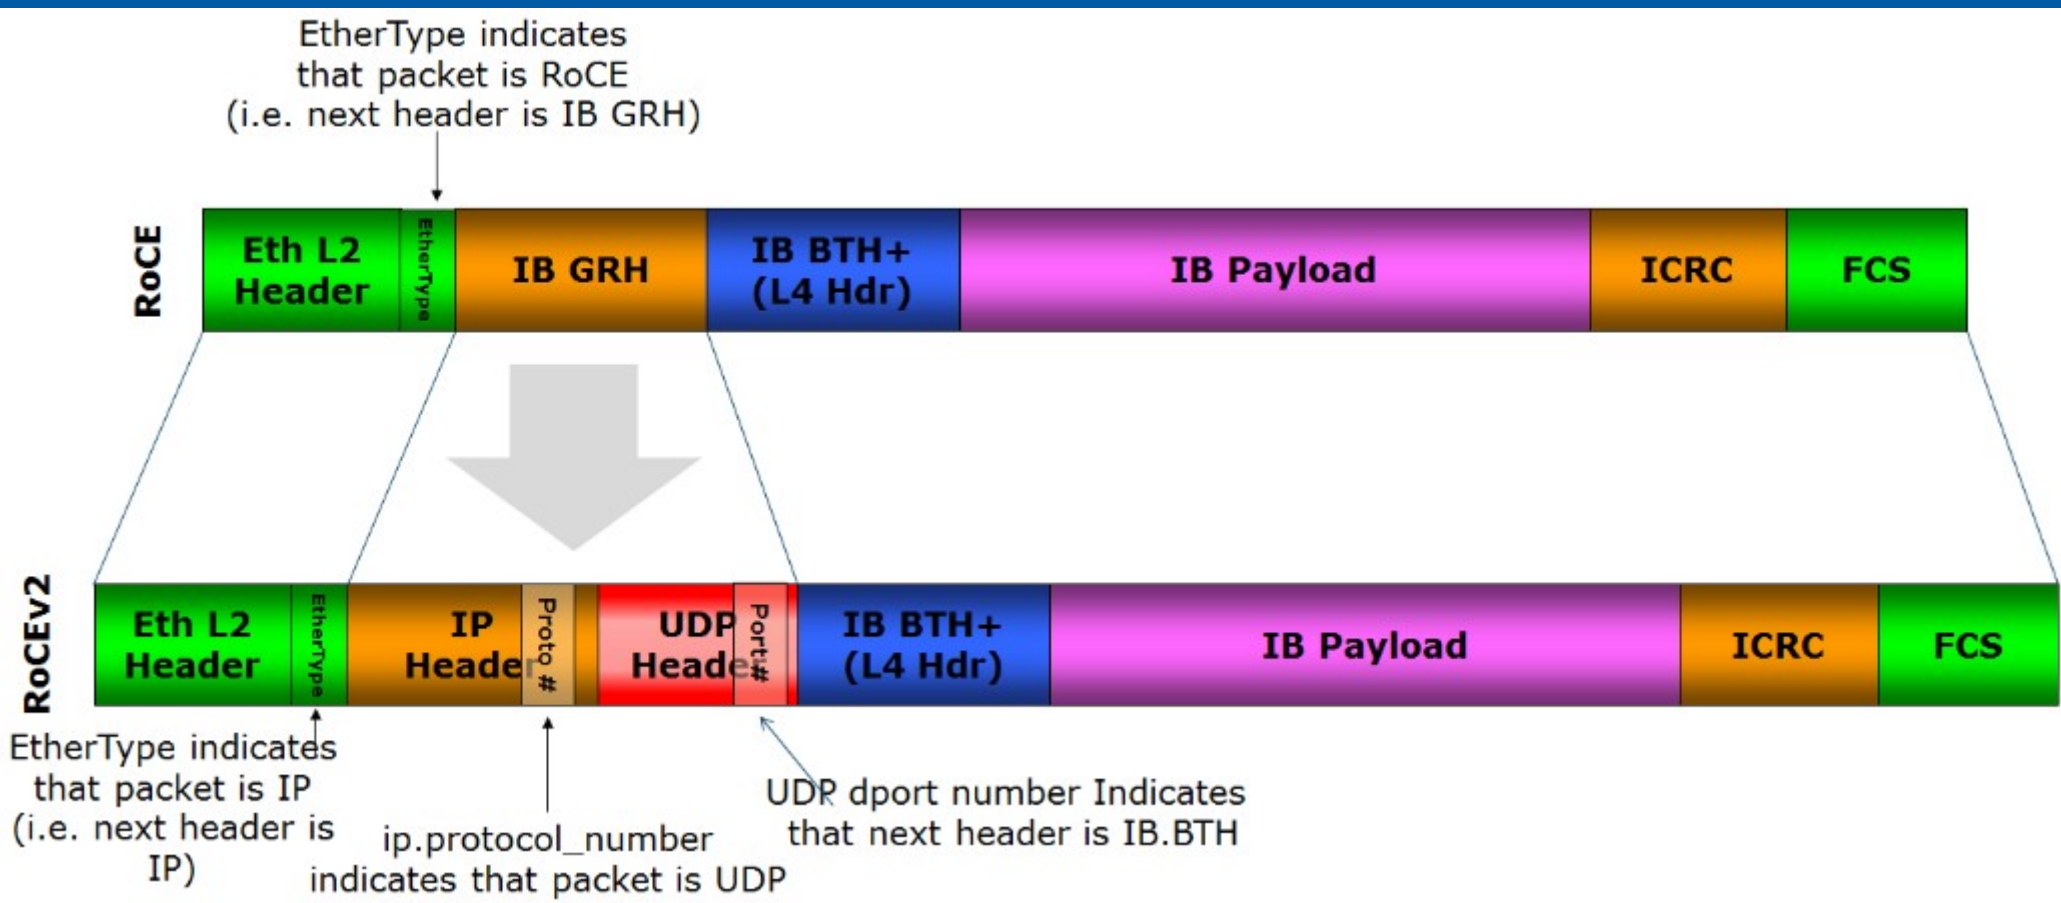 EtherType indicates
that packet is RoCE
(i.e. next header is IB GRH)
RoCE
Eth L2
Header
EtherType
IB GRH
IB BTH+
(L4 Hdr)
IB Payload
ICRC
FCS
RoCEv2
Eth L2
Header
EtherType
IP
Header
Proto #
UDP
Header
Port #
IB BTH+
(L4 Hdr)
IB Payload
ICRC
FCS
EtherType indicates
that packet is IP
(i.e. next header is
IP)
ip.protocol_number
indicates that packet is UDP
UDP dport number Indicates
that next header is IB.BTH